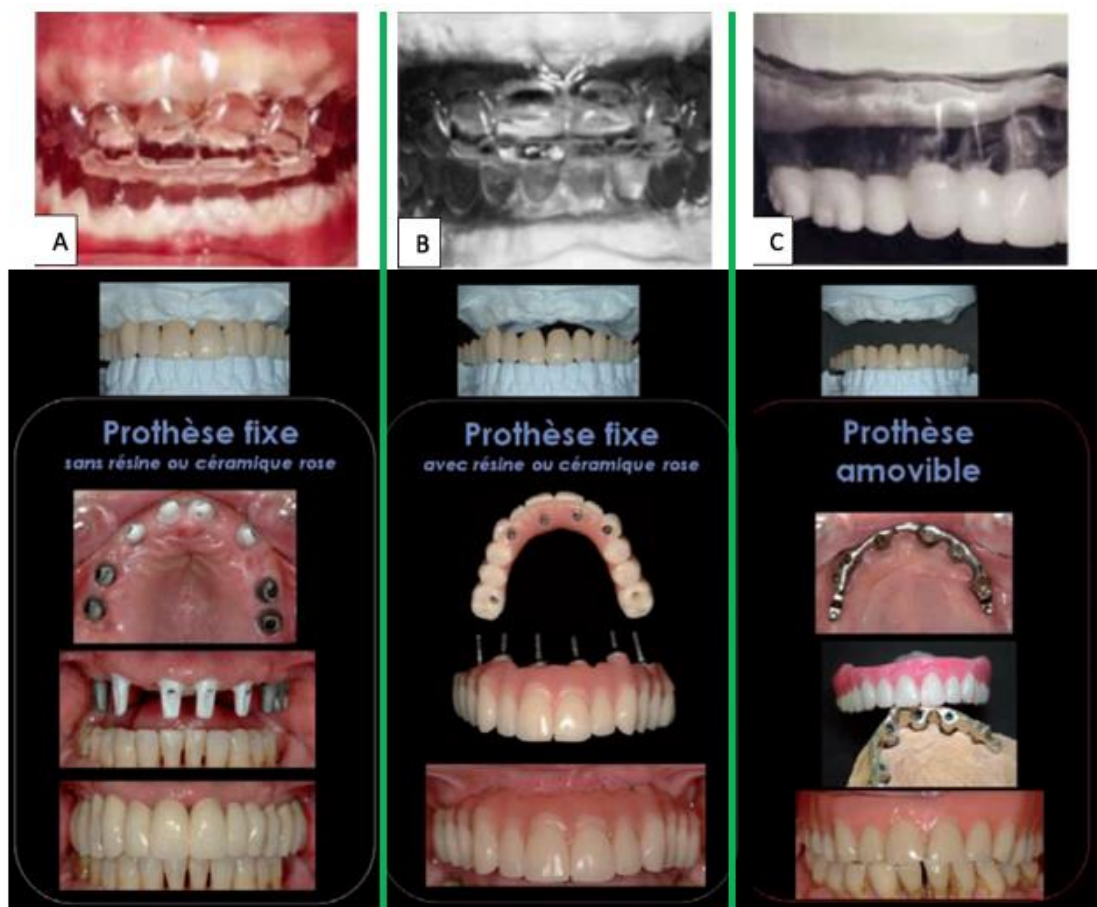 A
B
C
Prothèse fixe
sans résine ou céramique rose
Prothèse fixe
avec résine ou céramique rose
Prothèse
amovible